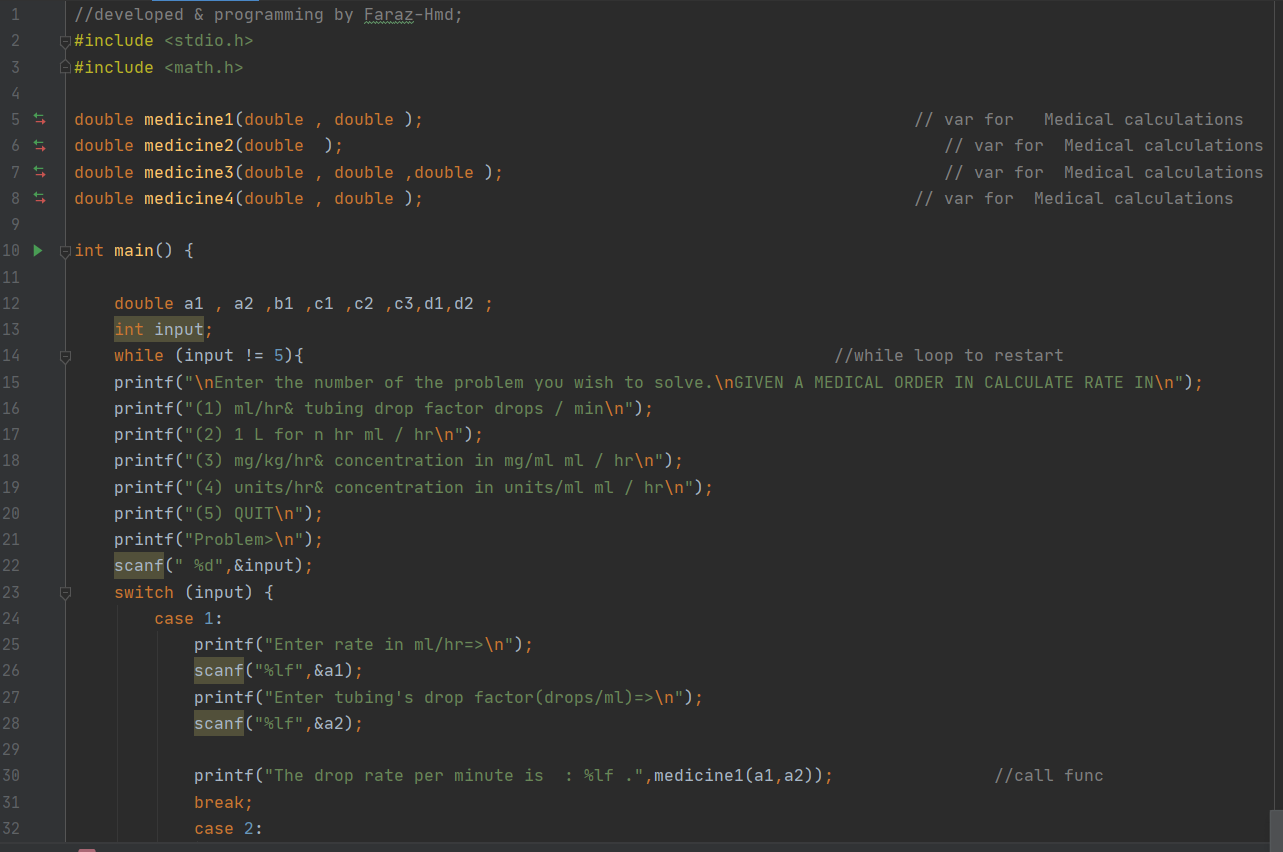 1 //developed & programming by Faraz-Hmd;
2 #include <stdio.h>
3 #include <math.h>
4
5 double medicine1(double , double ); // var for   Medical calculations
6 double medicine2(double  ); // var for  Medical calculations
7 double medicine3(double , double ,double ); // var for  Medical calculations
8 double medicine4(double , double ); // var for  Medical calculations
9
10 int main() {
11
12     double a1 , a2 ,b1 ,c1 ,c2 ,c3,d1,d2 ;
13     int input;
14     while (input != 5){ //while loop to restart
15     printf("\nEnter the number of the problem you wish to solve.\nGIVEN A MEDICAL ORDER IN CALCULATE RATE IN\n");
16     printf("(1) ml/hr& tubing drop factor drops / min\n");
17     printf("(2) 1 L for n hr ml / hr\n");
18     printf("(3) mg/kg/hr& concentration in mg/ml ml / hr\n");
19     printf("(4) units/hr& concentration in units/ml ml / hr\n");
20     printf("(5) QUIT\n");
21     printf("Problem>\n");
22     scanf(" %d",&input);
23     switch (input) {
24         case 1:
25             printf("Enter rate in ml/hr=>\n");
26             scanf("%lf",&a1);
27             printf("Enter tubing's drop factor(drops/ml)=>\n");
28             scanf("%lf",&a2);
29
30             printf("The drop rate per minute is  : %lf .",medicine1(a1,a2)); //call func
31             break;
32             case 2: